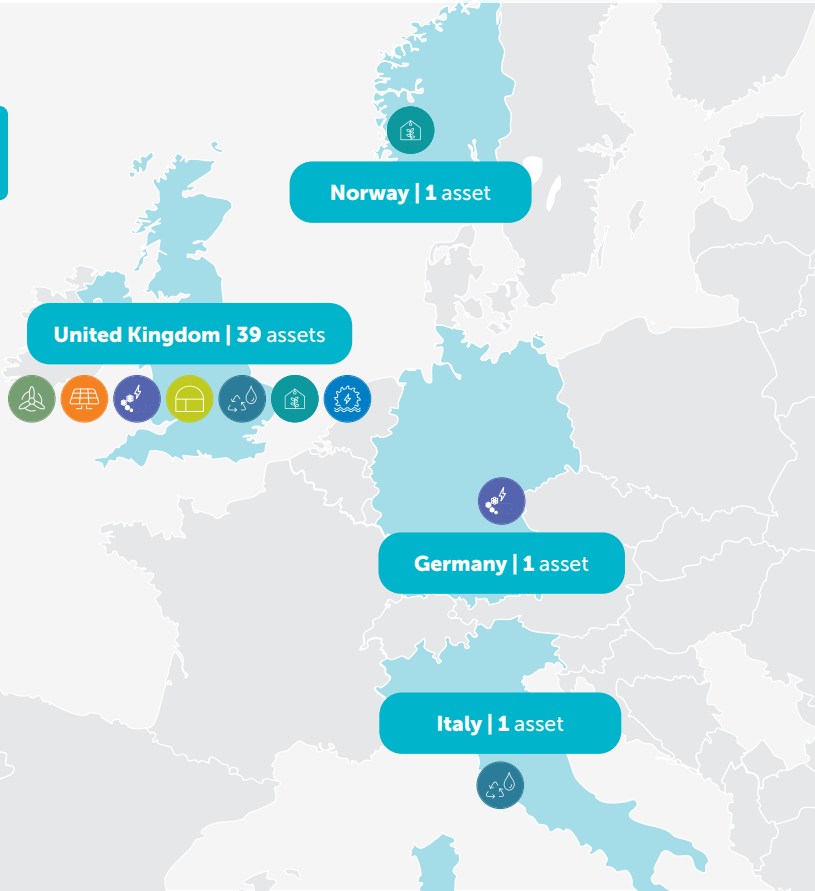 Norway | 1 asset
United Kingdom | 39 assets
Germany | 1 asset
Italy | 1 asset